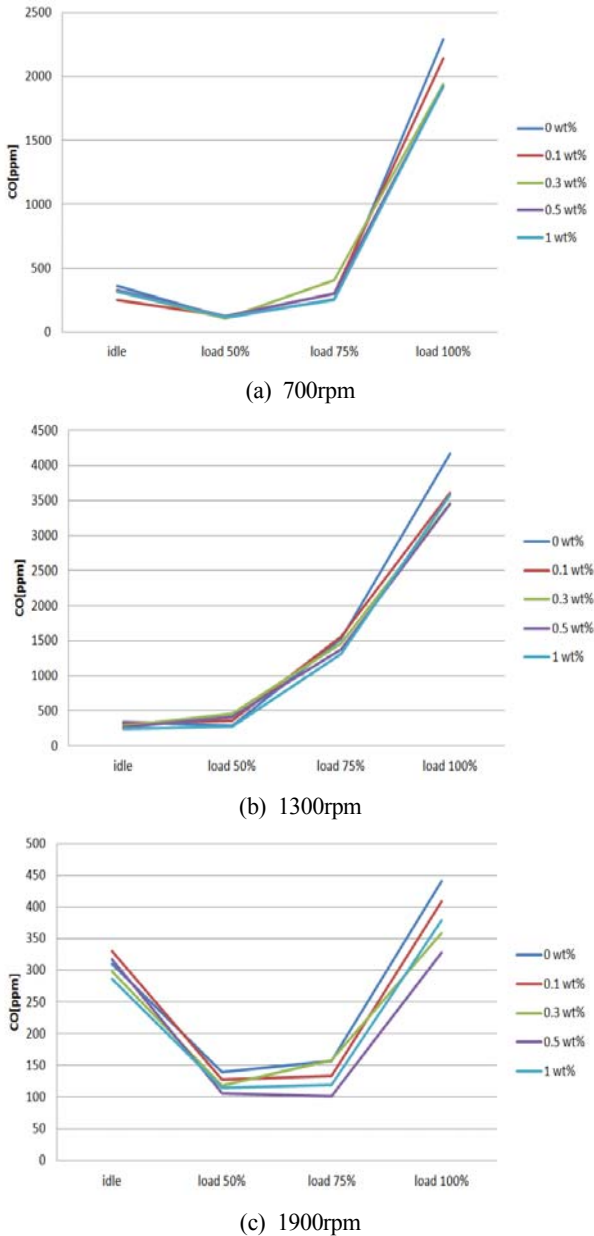 2500
2000
1500
1000
500
0
CO[ppm]
idle load 50% load 75% load 100%
0 wt%
0.1 wt%
0.3 wt%
0.5 wt%
1 wt%
(a) 700rpm
4500
4000
3500
3000
2500
2000
1500
1000
500
0
CO[ppm]
idle load 50% load 75% load 100%
0 wt%
0.1 wt%
0.3 wt%
0.5 wt%
1 wt%
(b) 1300rpm
500
450
400
350
300
250
200
150
100
50
0
CO[ppm]
idle load 50% load 75% load 100%
0 wt%
0.1 wt%
0.3 wt%
0.5 wt%
1 wt%
(c) 1900rpm